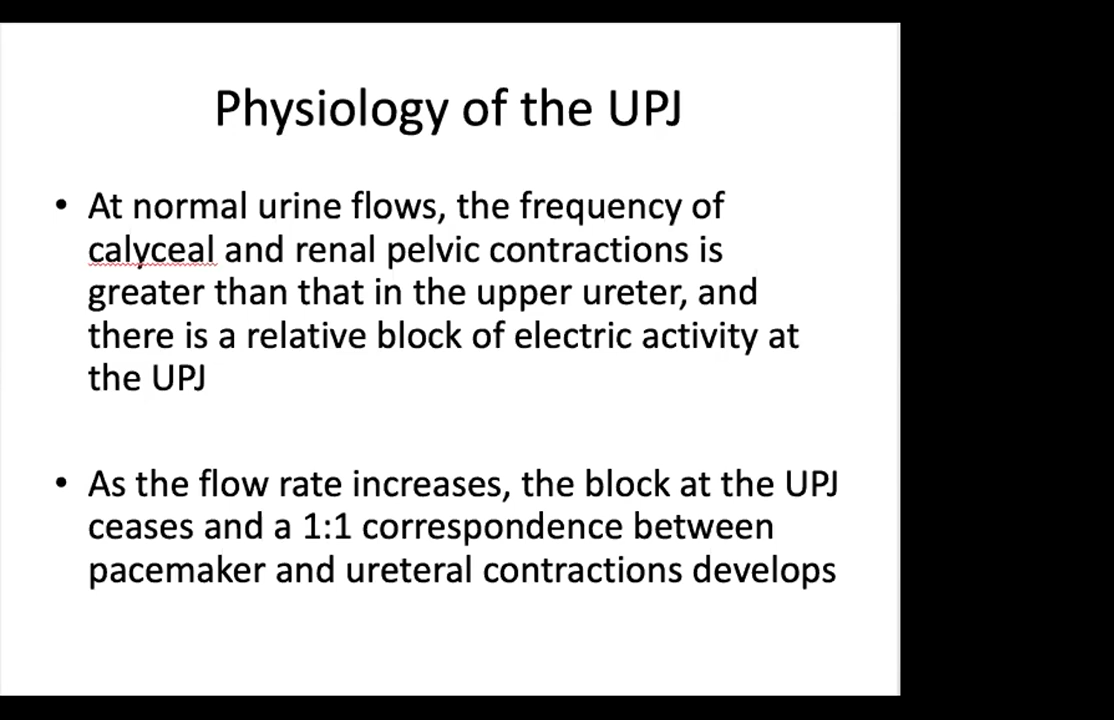 Physiology of the UPJ
• At normal urine flows, the frequency of
calyceal and renal pelvic contractions is
greater than that in the upper ureter, and
there is a relative block of electric activity at
the UPJ
• As the flow rate increases, the block at the UPJ
ceases and a 1:1 correspondence between
pacemaker and ureteral contractions develops